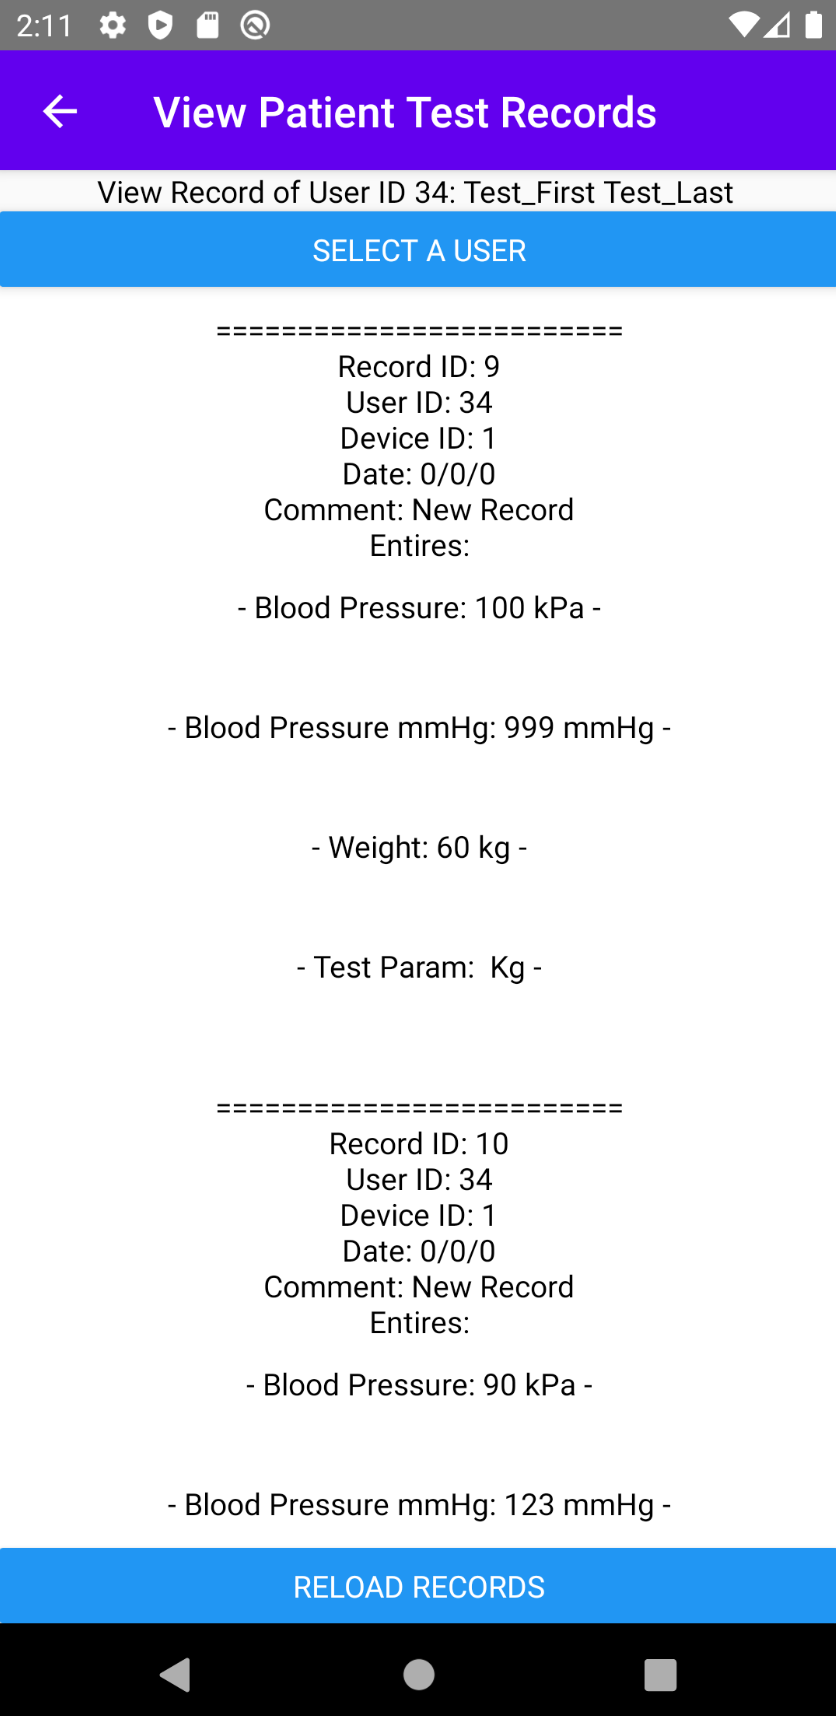 2:11
View Patient Test Records
View Record of User ID 34: Test_First Test_Last
SELECT A USER
=========================
Record ID: 9
User ID: 34
Device ID: 1
Date: 0/0/0
Comment: New Record
Entires:
- Blood Pressure: 100 kPa -
- Blood Pressure mmHg: 999 mmHg -
- Weight: 60 kg -
- Test Param:  Kg -
=========================
Record ID: 10
User ID: 34
Device ID: 1
Date: 0/0/0
Comment: New Record
Entires:
- Blood Pressure: 90 kPa -
- Blood Pressure mmHg: 123 mmHg -
RELOAD RECORDS